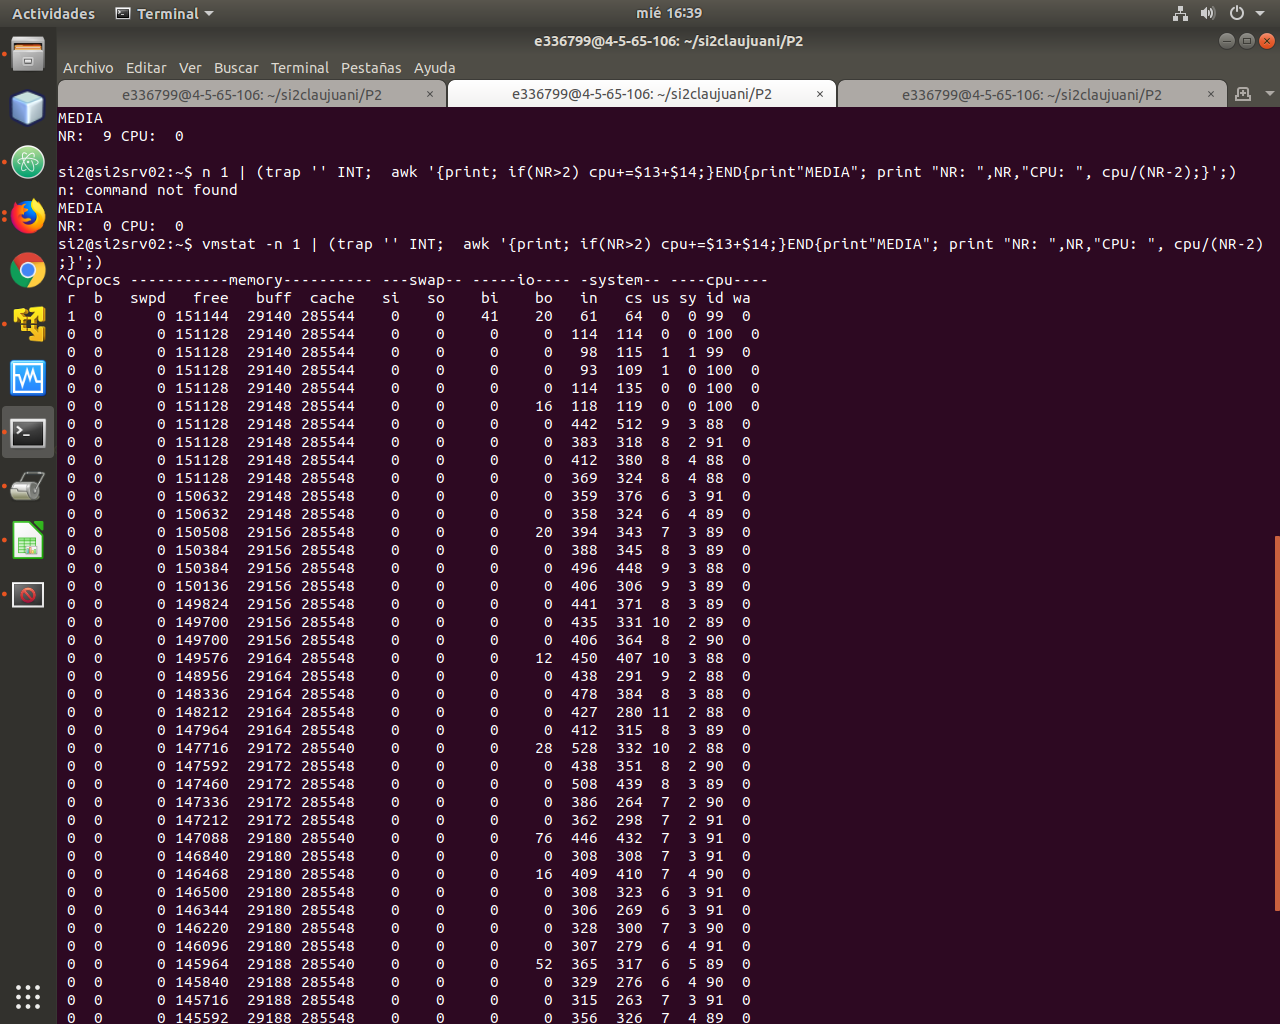 Actividades Terminal mié 16:39
e336799@4-5-65-106: ~/si2claujuani/P2
Archivo Editar Ver Buscar Terminal Pestañas Ayuda
e336799@4-5-65-106: ~/si2claujuani/P2 × e336799@4-5-65-106: ~/si2claujuani/P2 × e336799@4-5-65-106: ~/si2claujuani/P2 ×
MEDIA
NR:  9 CPU:  0
si2@si2srv02:~$ n 1 | (trap '' INT;  awk '{print; if(NR>2) cpu+=$13+$14;}END{print"MEDIA"; print "NR: ",NR,"CPU: ", cpu/(NR-2);}';)
n: command not found
MEDIA
NR:  0 CPU:  0
si2@si2srv02:~$ vmstat -n 1 | (trap '' INT;  awk '{print; if(NR>2) cpu+=$13+$14;}END{print"MEDIA"; print "NR: ",NR,"CPU: ", cpu/(NR-2)
;}';)
^Cprocs -----------memory---------- ---swap-- -----io---- -system-- ----cpu----
r b swpd free buff cache si so bi bo in cs us sy id wa
1 0 0 151144 29140 285544 0 0 41 20 61 64 0 0 99 0
0 0 0 151128 29140 285544 0 0 0 0 114 114 0 0 100 0
0 0 0 151128 29140 285544 0 0 0 0 98 115 1 1 99 0
0 0 0 151128 29140 285544 0 0 0 0 93 109 1 0 100 0
0 0 0 151128 29140 285544 0 0 0 0 114 135 0 0 100 0
0 0 0 151128 29148 285544 0 0 0 16 118 119 0 0 100 0
0 0 0 151128 29148 285544 0 0 0 0 442 512 9 3 88 0
0 0 0 151128 29148 285544 0 0 0 0 383 318 8 2 91 0
0 0 0 151128 29148 285544 0 0 0 0 412 380 8 4 88 0
0 0 0 151128 29148 285548 0 0 0 0 369 324 8 4 88 0
0 0 0 150632 29148 285548 0 0 0 0 359 376 6 3 91 0
0 0 0 150632 29148 285548 0 0 0 0 358 324 6 4 89 0
0 0 0 150508 29156 285548 0 0 0 20 394 343 7 3 89 0
0 0 0 150384 29156 285548 0 0 0 0 388 345 8 3 89 0
0 0 0 150384 29156 285548 0 0 0 0 496 448 9 3 88 0
0 0 0 150136 29156 285548 0 0 0 0 406 306 9 3 89 0
0 0 0 149824 29156 285548 0 0 0 0 441 371 8 3 89 0
0 0 0 149700 29156 285548 0 0 0 0 435 331 10 2 89 0
0 0 0 149700 29156 285548 0 0 0 0 406 364 8 2 90 0
0 0 0 149576 29164 285548 0 0 0 12 450 407 10 3 88 0
0 0 0 148956 29164 285548 0 0 0 0 438 291 9 2 88 0
0 0 0 148336 29164 285548 0 0 0 0 478 384 8 3 88 0
0 0 0 148212 29164 285548 0 0 0 0 427 280 11 2 88 0
0 0 0 147964 29164 285548 0 0 0 0 412 315 8 3 89 0
0 0 0 147716 29172 285540 0 0 0 28 528 332 10 2 88 0
0 0 0 147592 29172 285548 0 0 0 0 438 351 8 2 90 0
0 0 0 147460 29172 285548 0 0 0 0 508 439 8 3 89 0
0 0 0 147336 29172 285548 0 0 0 0 386 264 7 2 90 0
0 0 0 147212 29172 285548 0 0 0 0 362 298 7 2 91 0
0 0 0 147088 29180 285540 0 0 0 76 446 432 7 3 91 0
0 0 0 146840 29180 285548 0 0 0 0 308 308 7 3 91 0
0 0 0 146468 29180 285548 0 0 0 16 409 410 7 4 90 0
0 0 0 146500 29180 285548 0 0 0 0 308 323 6 3 91 0
0 0 0 146344 29180 285548 0 0 0 0 306 269 6 3 91 0
0 0 0 146220 29180 285548 0 0 0 0 328 300 7 3 90 0
0 0 0 146096 29180 285548 0 0 0 0 307 279 6 4 91 0
0 0 0 145964 29188 285540 0 0 0 52 365 317 6 5 89 0
0 0 0 145840 29188 285548 0 0 0 0 329 276 6 4 90 0
0 0 0 145716 29188 285548 0 0 0 0 315 263 7 3 91 0
0 0 0 145592 29188 285548 0 0 0 0 356 326 7 4 89 0